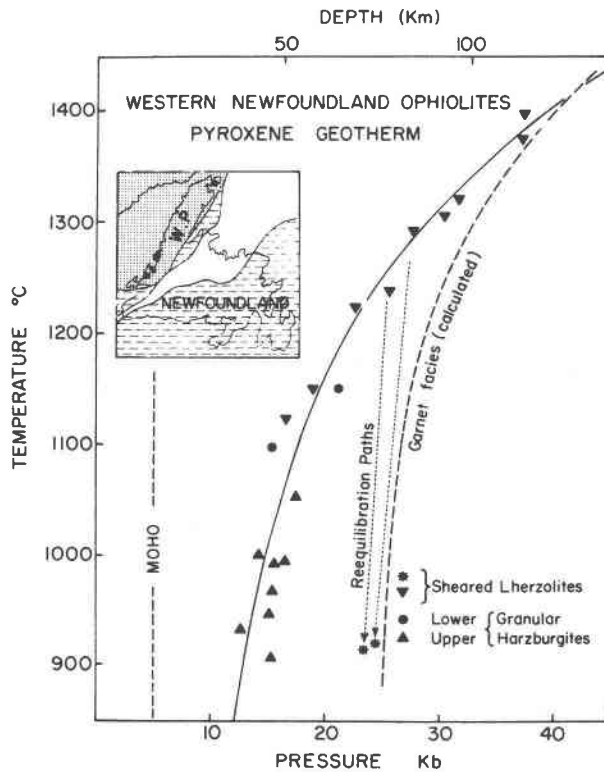 DEPTH (Km)
50 100
WESTERN NEWFOUNDLAND OPHIOLITES
PYROXENE GEOTHERM
1400
1300
1200
1100
1000
900
TEMPERATURE °C
W P
NEWFOUNDLAND
MOHO
Reequilibration Paths
Garnet facies (calculated)
Sheared Lherzolites
Lower Granular
Upper Harzburgites
10 20 30 40
PRESSURE Kb